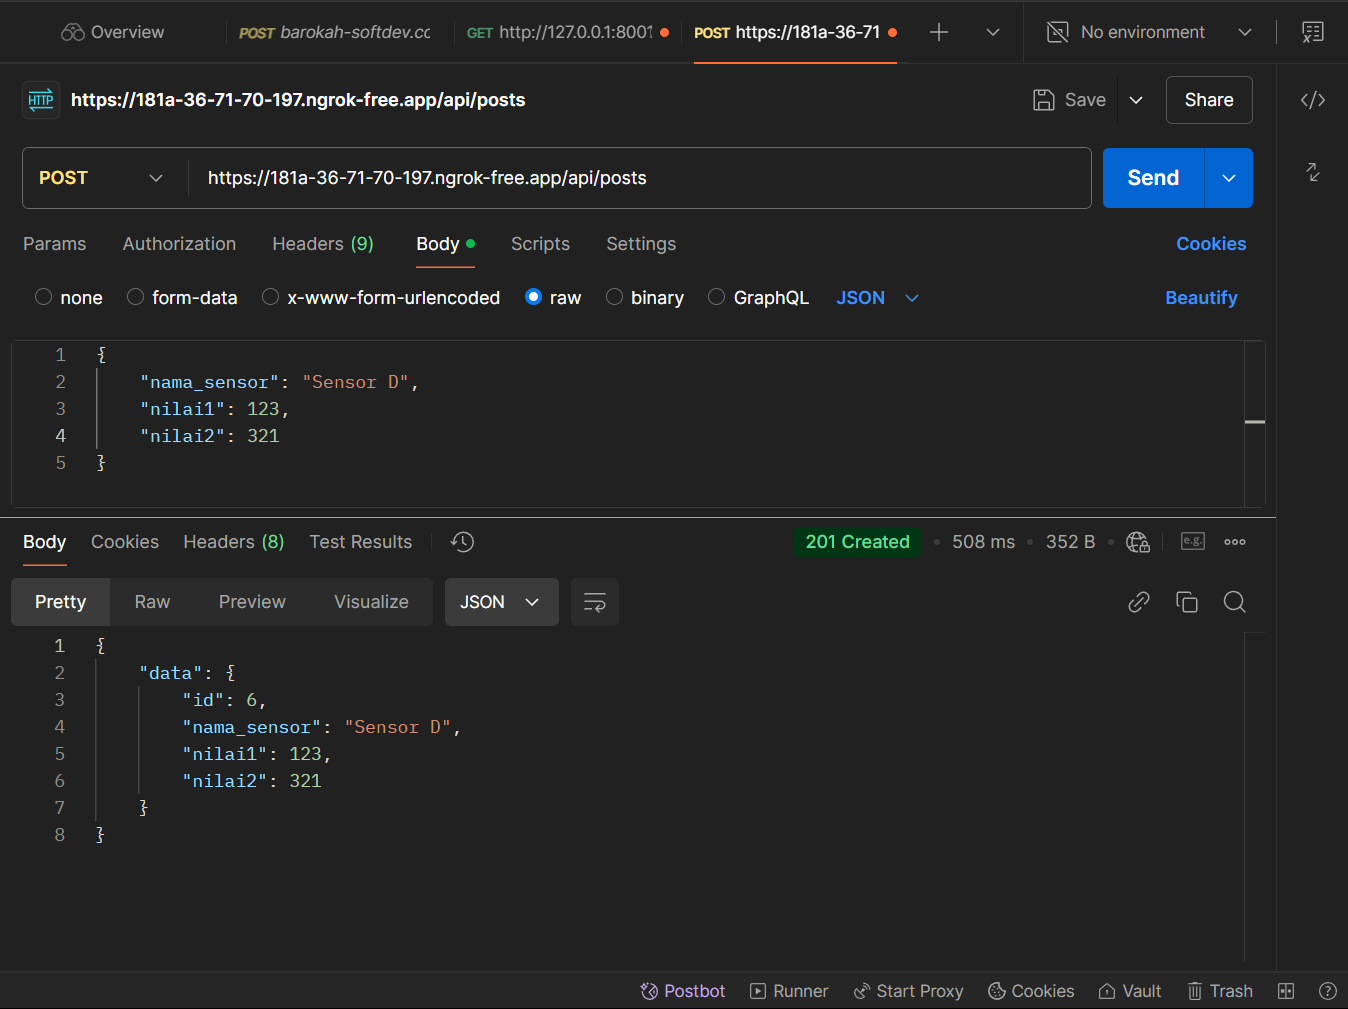 Overview
POST barokah-softdev.cc
GET http://127.0.0.1:8001
POST https://181a-36-71
No environment
HTTP https://181a-36-71-70-197.ngrok-free.app/api/posts
Save
Share
POST https://181a-36-71-70-197.ngrok-free.app/api/posts
Send
Params Authorization Headers (9) Body Scripts Settings Cookies
none form-data x-www-form-urlencoded raw binary GraphQL JSON Beautify
1 {
2 "nama_sensor": "Sensor D",
3 "nilai1": 123,
4 "nilai2": 321
5 }
Body Cookies Headers (8) Test Results 201 Created • 508 ms • 352 B • e.g.
Pretty Raw Preview Visualize JSON
1 {
2 "data": {
3 "id": 6,
4 "nama_sensor": "Sensor D",
5 "nilai1": 123,
6 "nilai2": 321
7 }
8 }
Postbot Runner Start Proxy Cookies Vault Trash